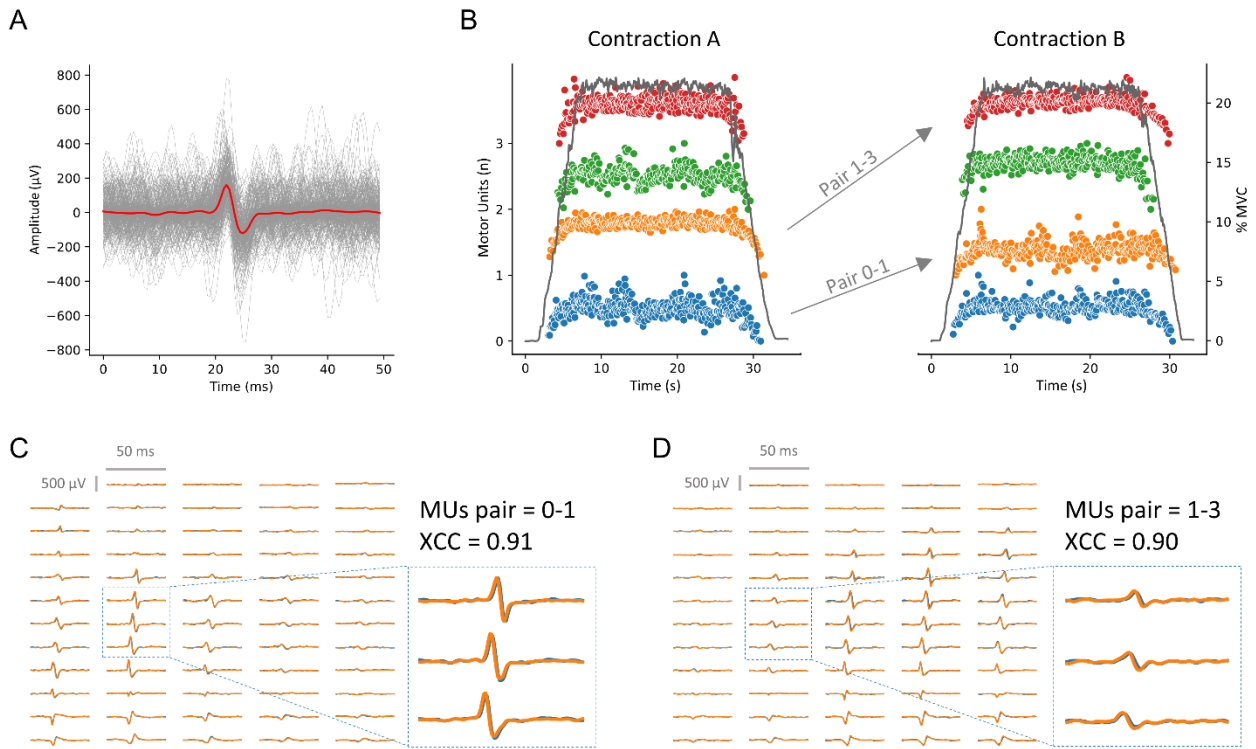 A
Amplitude (µV)
800
600
400
200
0
−200
−400
−600
−800
0
10
20
30
40
50
Time (ms)
B
Contraction A
Motor Units (n)
3
2
1
0
0
10
20
30
Time (s)
Pair 1-3
Pair 0-1
Contraction B
20
15
10
5
0
% MVC
0
10
20
30
Time (s)
C
50 ms
500 µV
MUs pair = 0-1
XCC = 0.91
D
50 ms
500 µV
MUs pair = 1-3
XCC = 0.90